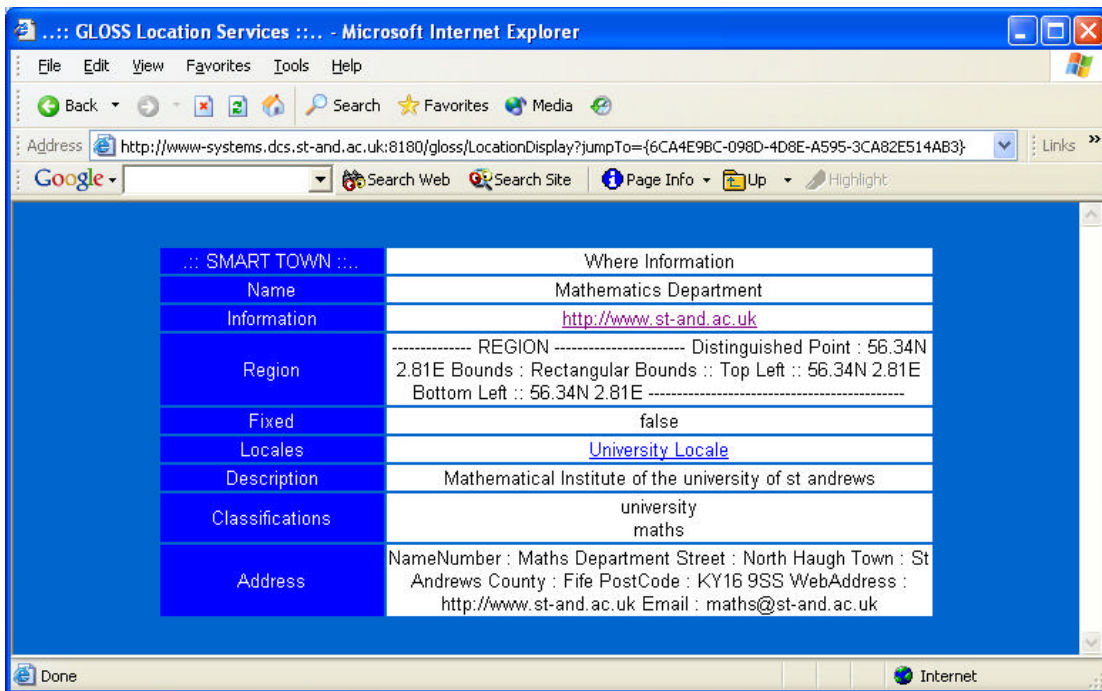 ..:: GLOSS Location Services ::.. - Microsoft Internet Explorer
File Edit View Favorites Tools Help
Back Search Favorites Media
Address http://www-systems.dcs.st-and.ac.uk:8180/gloss/LocationDisplay?jumpTo={6CA4E9BC-098D-4D8E-A595-3CA82E514AB3} Links »
Google Search Web Search Site Page Info Up Highlight
.:: SMART TOWN ::.. Where Information
Name Mathematics Department
Information http://www.st-and.ac.uk
-------------- REGION ----------------------- Distinguished Point : 56.34N
Region 2.81E Bounds : Rectangular Bounds :: Top Left :: 56.34N 2.81E
Bottom Left :: 56.34N 2.81E ---------------------------------------------
Fixed false
Locales University Locale
Description Mathematical Institute of the university of st andrews
Classifications university
maths
NameNumber : Maths Department Street : North Haugh Town : St
Address Andrews County : Fife PostCode : KY16 9SS WebAddress :
http://www.st-and.ac.uk Email : maths@st-and.ac.uk
Done Internet